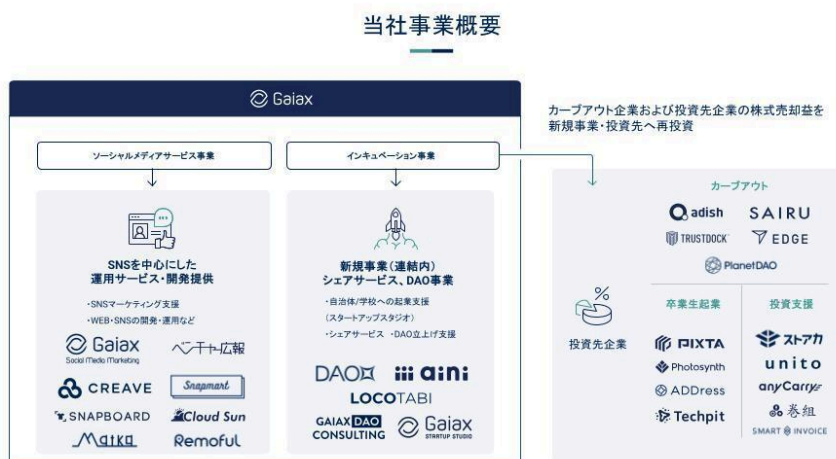 当社事業概要
Gaiax
カーブアウト企業および投資先企業の株式売却益を
新規事業・投資先へ再投資
ソーシャルメディアサービス事業
インキュベーション事業
SNSを中心にした
運用サービス・開発提供
・SNSマーケティング支援
・WEB・SNSの開発・運用など
Gaiax
Social Media Marketing
ベンチャー広報
CREAVE
Snapmart
SNAPBOARD
Cloud Sun
Maika
Remoful
新規事業(連結内)
シェアサービス、DAO事業
・自治体/学校への起業支援
(スタートアップスタジオ)
・シェアサービス ・DAO立上げ支援
DAOX
aini
LOCOTABI
GAIAX DAO
CONSULTING
Gaiax
STARTUP STUDIO
%
投資先企業
カーブアウト
adish
SAIRU
TRUSTDOCK
EDGE
PlanetDAO
卒業生起業
PIXTA
Photosynth
ADDress
Techpit
投資支援
ストアカ
unito
anyCarry
巻組
SMART INVOICE